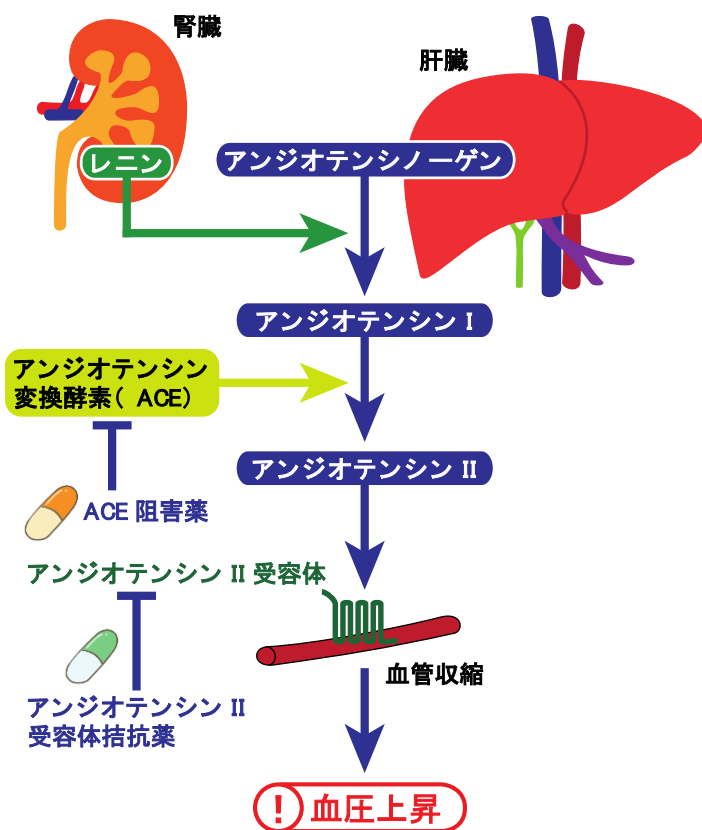 腎臓
肝臓
レニン
アンジオテンシノーゲン
アンジオテンシン I
アンジオテンシン
変換酵素( ACE)
アンジオテンシン II
ACE 阻害薬
アンジオテンシン II 受容体
血管収縮
アンジオテンシン II
受容体拮抗薬
! 血圧上昇